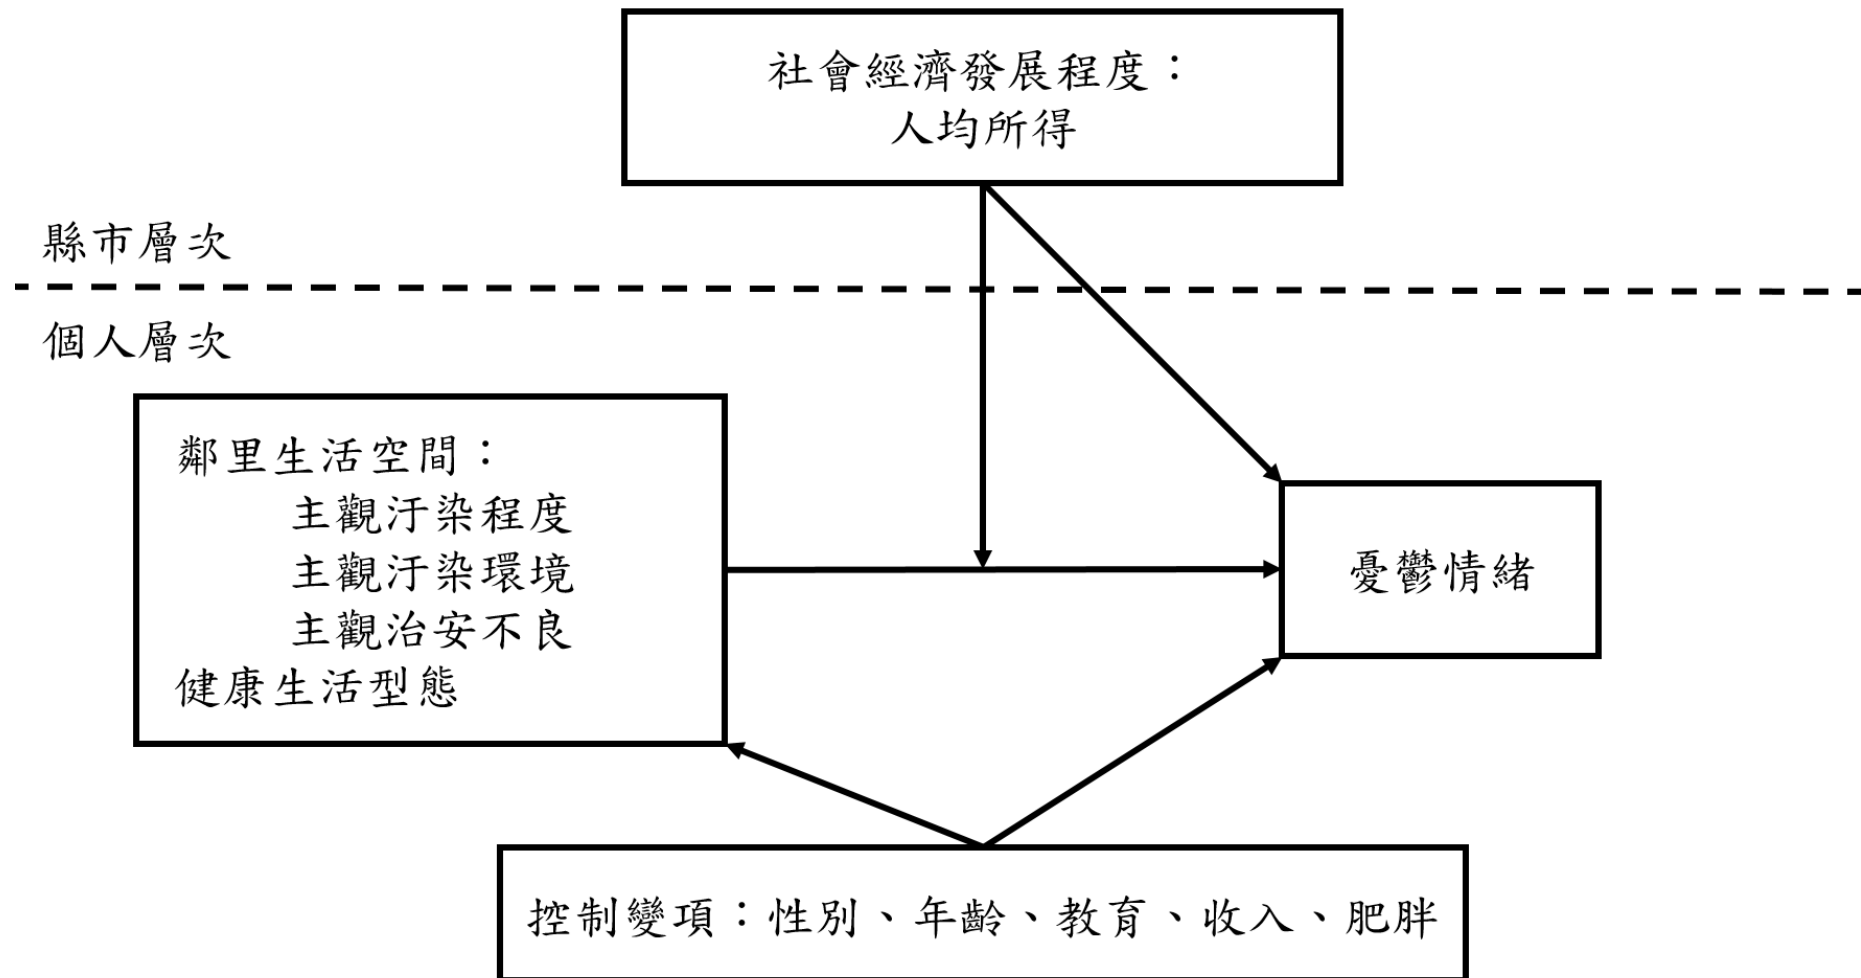 社會經濟發展程度：
人均所得
縣市層次
個人層次
鄰里生活空間：
主觀汙染程度
主觀汙染環境
主觀治安不良
健康生活型態
憂鬱情緒
控制變項：性別、年齡、教育、收入、肥胖